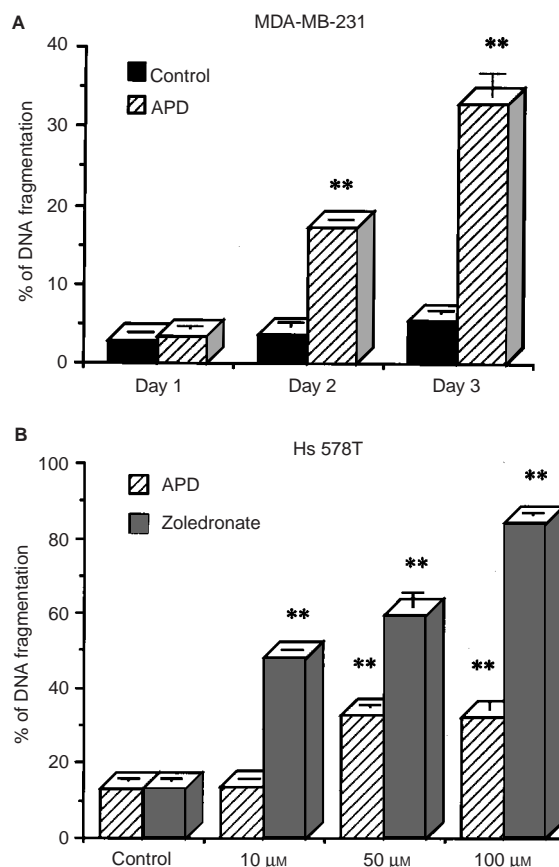 A
MDA-MB-231
40
30
20
10
0
% of DNA fragmentation
Control
APD
**
**
Day 1 Day 2 Day 3
B
Hs 578T
100
80
60
40
20
0
% of DNA fragmentation
APD
Zoledronate
**
**
**
**
**
Control 10 μM 50 μM 100 μM